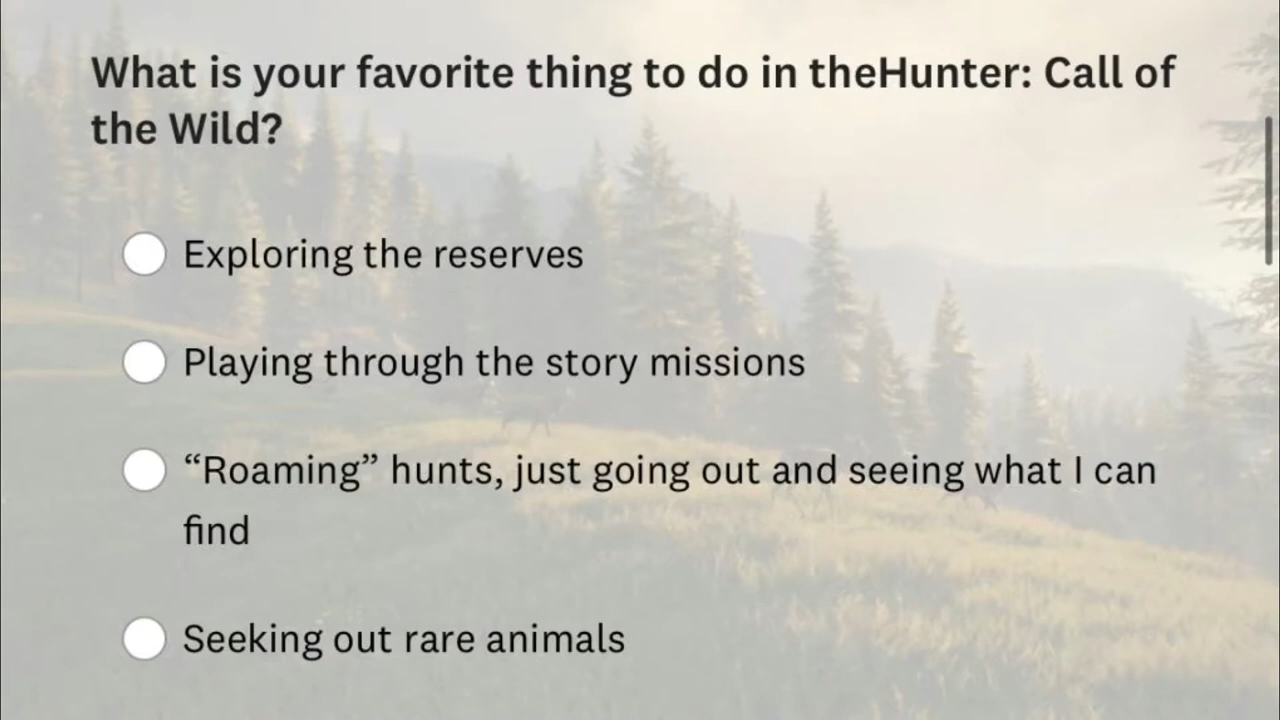 What is your favorite thing to do in theHunter: Call of
the Wild?
Exploring the reserves
Playing through the story missions
“Roaming” hunts, just going out and seeing what I can
find
Seeking out rare animals